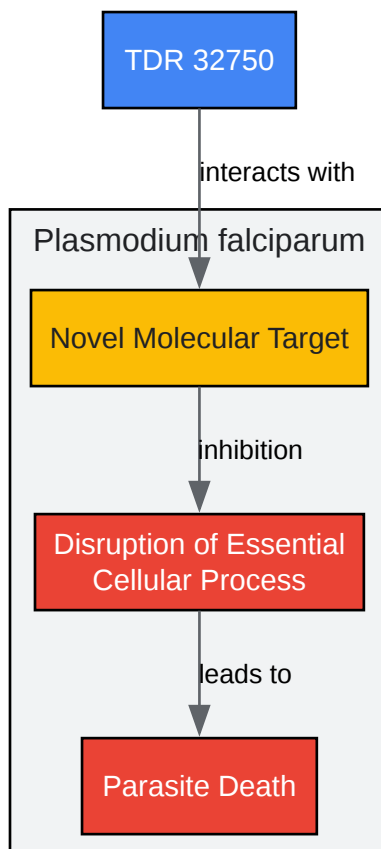 TDR 32750
interacts with
Plasmodium falciparum
Novel Molecular Target
inhibition
Disruption of Essential
Cellular Process
leads to
Parasite Death